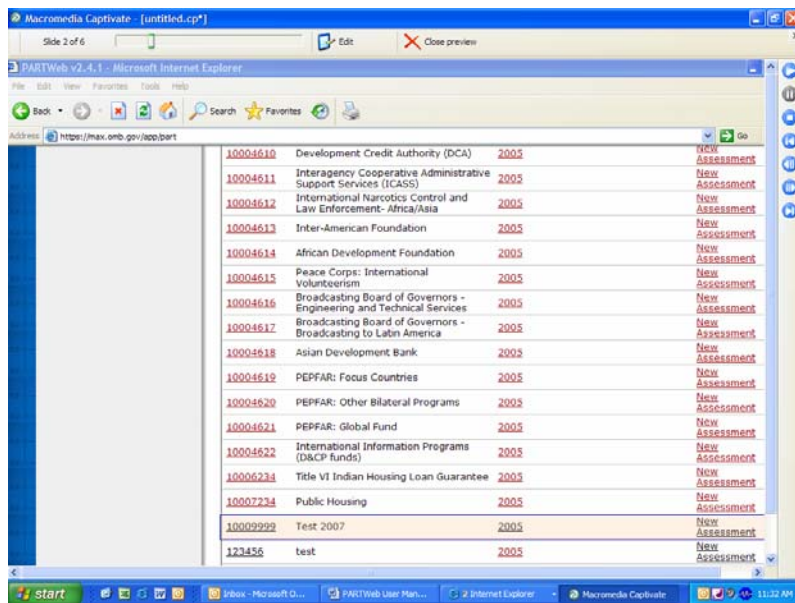 Macromedia Captivate - [untitled.cp*]
Slide 2 of 6 Edit Close preview
PARTWeb v2.4.1 - Microsoft Internet Explorer
File Edit View Favorites Tools Help
Back Search Favorites
Address https://max.omb.gov/app/part Go
10004610 Development Credit Authority (DCA) 2005 New Assessment
10004611 Interagency Cooperative Administrative Support Services (ICASS) 2005 New Assessment
10004612 International Narcotics Control and Law Enforcement- Africa/Asia 2005 New Assessment
10004613 Inter-American Foundation 2005 New Assessment
10004614 African Development Foundation 2005 New Assessment
10004615 Peace Corps: International Volunteerism 2005 New Assessment
10004616 Broadcasting Board of Governors - Engineering and Technical Services 2005 New Assessment
10004617 Broadcasting Board of Governors - Broadcasting to Latin America 2005 New Assessment
10004618 Asian Development Bank 2005 New Assessment
10004619 PEPFAR: Focus Countries 2005 New Assessment
10004620 PEPFAR: Other Bilateral Programs 2005 New Assessment
10004621 PEPFAR: Global Fund 2005 New Assessment
10004622 International Information Programs (D&CP funds) 2005 New Assessment
10006234 Title VI Indian Housing Loan Guarantee 2005 New Assessment
10007234 Public Housing 2005 New Assessment
10009999 Test 2007 2005 New Assessment
123456 test 2005 New Assessment
start Inbox - Microsoft O... PARTWeb User Man... 2 Internet Explorer Macromedia Captivate 11:32 AM